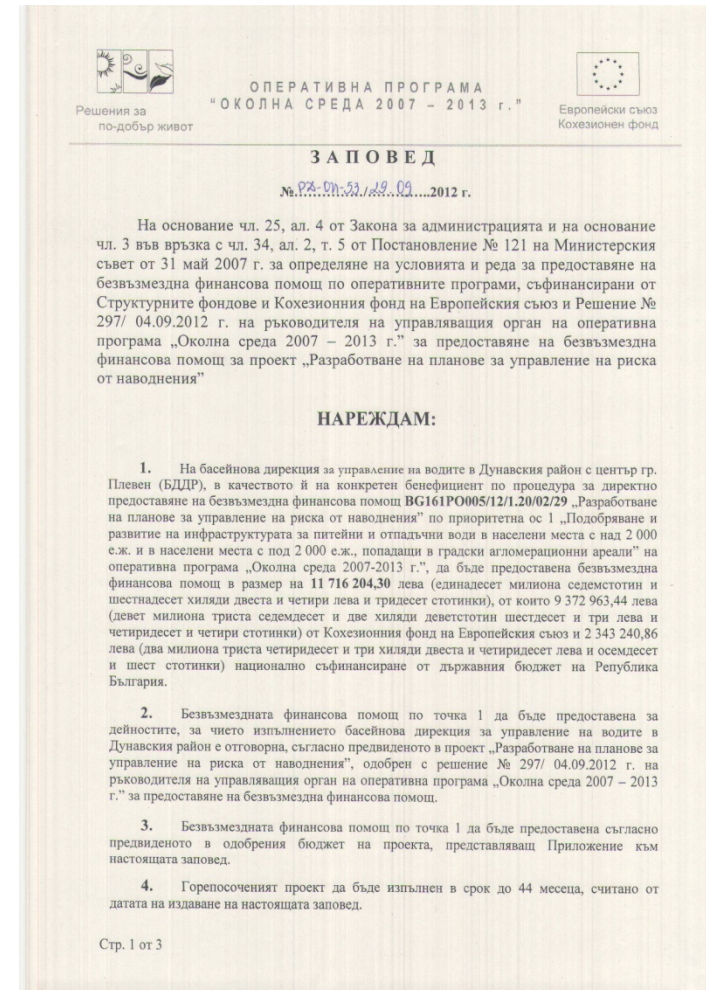 ОПЕРАТИВНА ПРОГРАМА
"ОКОЛНА СРЕДА 2007 – 2013 г."
Решения за
по-добър живот
Европейски съюз
Кохезионен фонд
ЗАПОВЕД
№ РД-ОП-53/29.09.2012 г.
На основание чл. 25, ал. 4 от Закона за администрацията и на основание
чл. 3 във връзка с чл. 34, ал. 2, т. 5 от Постановление № 121 на Министерския
съвет от 31 май 2007 г. за определяне на условията и реда за предоставяне на
безвъзмездна финансова помощ по оперативните програми, съфинансирани от
Структурните фондове и Кохезионния фонд на Европейския съюз и Решение №
297/ 04.09.2012 г. на ръководителя на управляващия орган на оперативна
програма „Околна среда 2007 – 2013 г.” за предоставяне на безвъзмездна
финансова помощ за проект „Разработване на планове за управление на риска
от наводнения”
НАРЕЖДАМ:
1. На басейнова дирекция за управление на водите в Дунавския район с център гр.
Плевен (БДДР), в качеството й на конкретен бенефициент по процедура за директно
предоставяне на безвъзмездна финансова помощ BG161PO005/12/1.20/02/29 „Разработване
на планове за управление на риска от наводнения” по приоритетна ос 1 „Подобряване и
развитие на инфраструктурата за питейни и отпадъчни води в населени места с над 2 000
е.ж. и в населени места с под 2 000 е.ж., попадащи в градски агломерационни ареали” на
оперативна програма „Околна среда 2007-2013 г.”, да бъде предоставена безвъзмездна
финансова помощ в размер на 11 716 204,30 лева (единадесет милиона седемстотин и
шестнадесет хиляди двеста и четири лева и тридесет стотинки), от които 9 372 963,44 лева
(девет милиона триста седемдесет и две хиляди деветстотин шестдесет и три лева и
четиридесет и четири стотинки) от Кохезионния фонд на Европейския съюз и 2 343 240,86
лева (два милиона триста четиридесет и три хиляди двеста и четиридесет лева и осемдесет
и шест стотинки) национално съфинансиране от държавния бюджет на Република
България.
2. Безвъзмездната финансова помощ по точка 1 да бъде предоставена за
дейностите, за чието изпълнението басейнова дирекция за управление на водите в
Дунавския район е отговорна, съгласно предвиденото в проект „Разработване на планове за
управление на риска от наводнения”, одобрен с решение № 297/ 04.09.2012 г. на
ръководителя на управляващия орган на оперативна програма „Околна среда 2007 – 2013
г.” за предоставяне на безвъзмездна финансова помощ.
3. Безвъзмездната финансова помощ по точка 1 да бъде предоставена съгласно
предвиденото в одобрения бюджет на проекта, представляващ Приложение към
настоящата заповед.
4. Горепосоченият проект да бъде изпълнен в срок до 44 месеца, считано от
датата на издаване на настоящата заповед.
Стр. 1 от 3